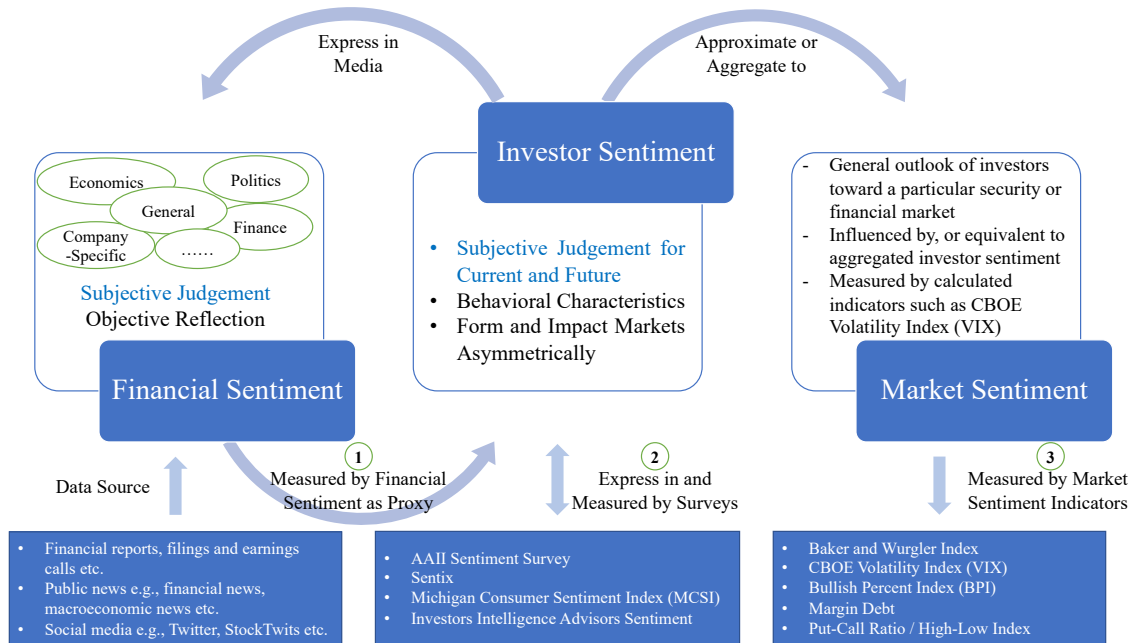 Express in
Media
Approximate or
Aggregate to
Investor Sentiment
Economics
Politics
General
Finance
Company
-Specific
……
Subjective Judgement
Objective Reflection
Financial Sentiment
• Subjective Judgement for
Current and Future
• Behavioral Characteristics
• Form and Impact Markets
Asymmetrically
- General outlook of investors
toward a particular security or
financial market
- Influenced by, or equivalent to
aggregated investor sentiment
- Measured by calculated
indicators such as CBOE
Volatility Index (VIX)
Market Sentiment
Data Source
1
Measured by Financial
Sentiment as Proxy
2
Express in and
Measured by Surveys
3
Measured by Market
Sentiment Indicators
• Financial reports, filings and earnings
calls etc.
• Public news e.g., financial news,
macroeconomic news etc.
• Social media e.g., Twitter, StockTwits etc.
• AAII Sentiment Survey
• Sentix
• Michigan Consumer Sentiment Index (MCSI)
• Investors Intelligence Advisors Sentiment
• Baker and Wurgler Index
• CBOE Volatility Index (VIX)
• Bullish Percent Index (BPI)
• Margin Debt
• Put-Call Ratio / High-Low Index